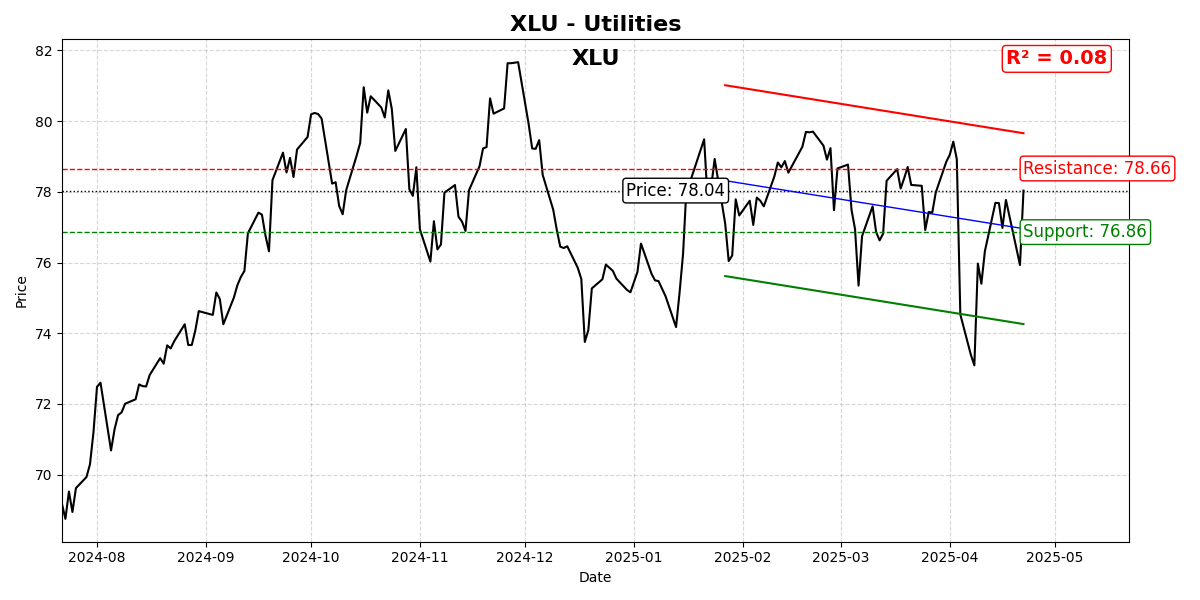 XLU - Utilities
XLU
R² = 0.08
82
80
78
76
74
72
70
Price
Resistance: 78.66
Price: 78.04
Support: 76.86
2024-08
2024-09
2024-10
2024-11
2024-12
2025-01
2025-02
2025-03
2025-04
2025-05
Date